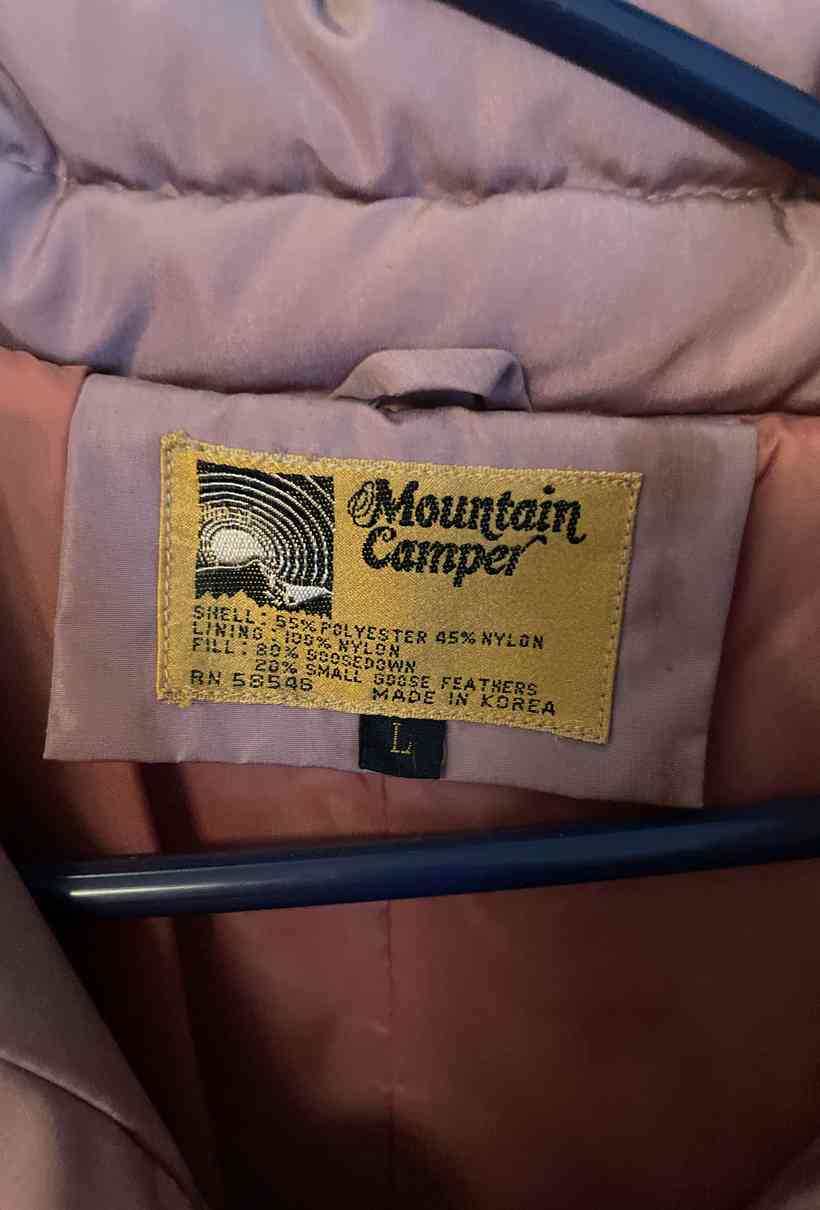 Mountain
Camper
SHELL: 55% POLYESTER 45% NYLON
LINING: 100% NYLON
FILL: 80% GOOSEDOWN
20% SMALL GOOSE FEATHERS
RN 58546 MADE IN KOREA
L